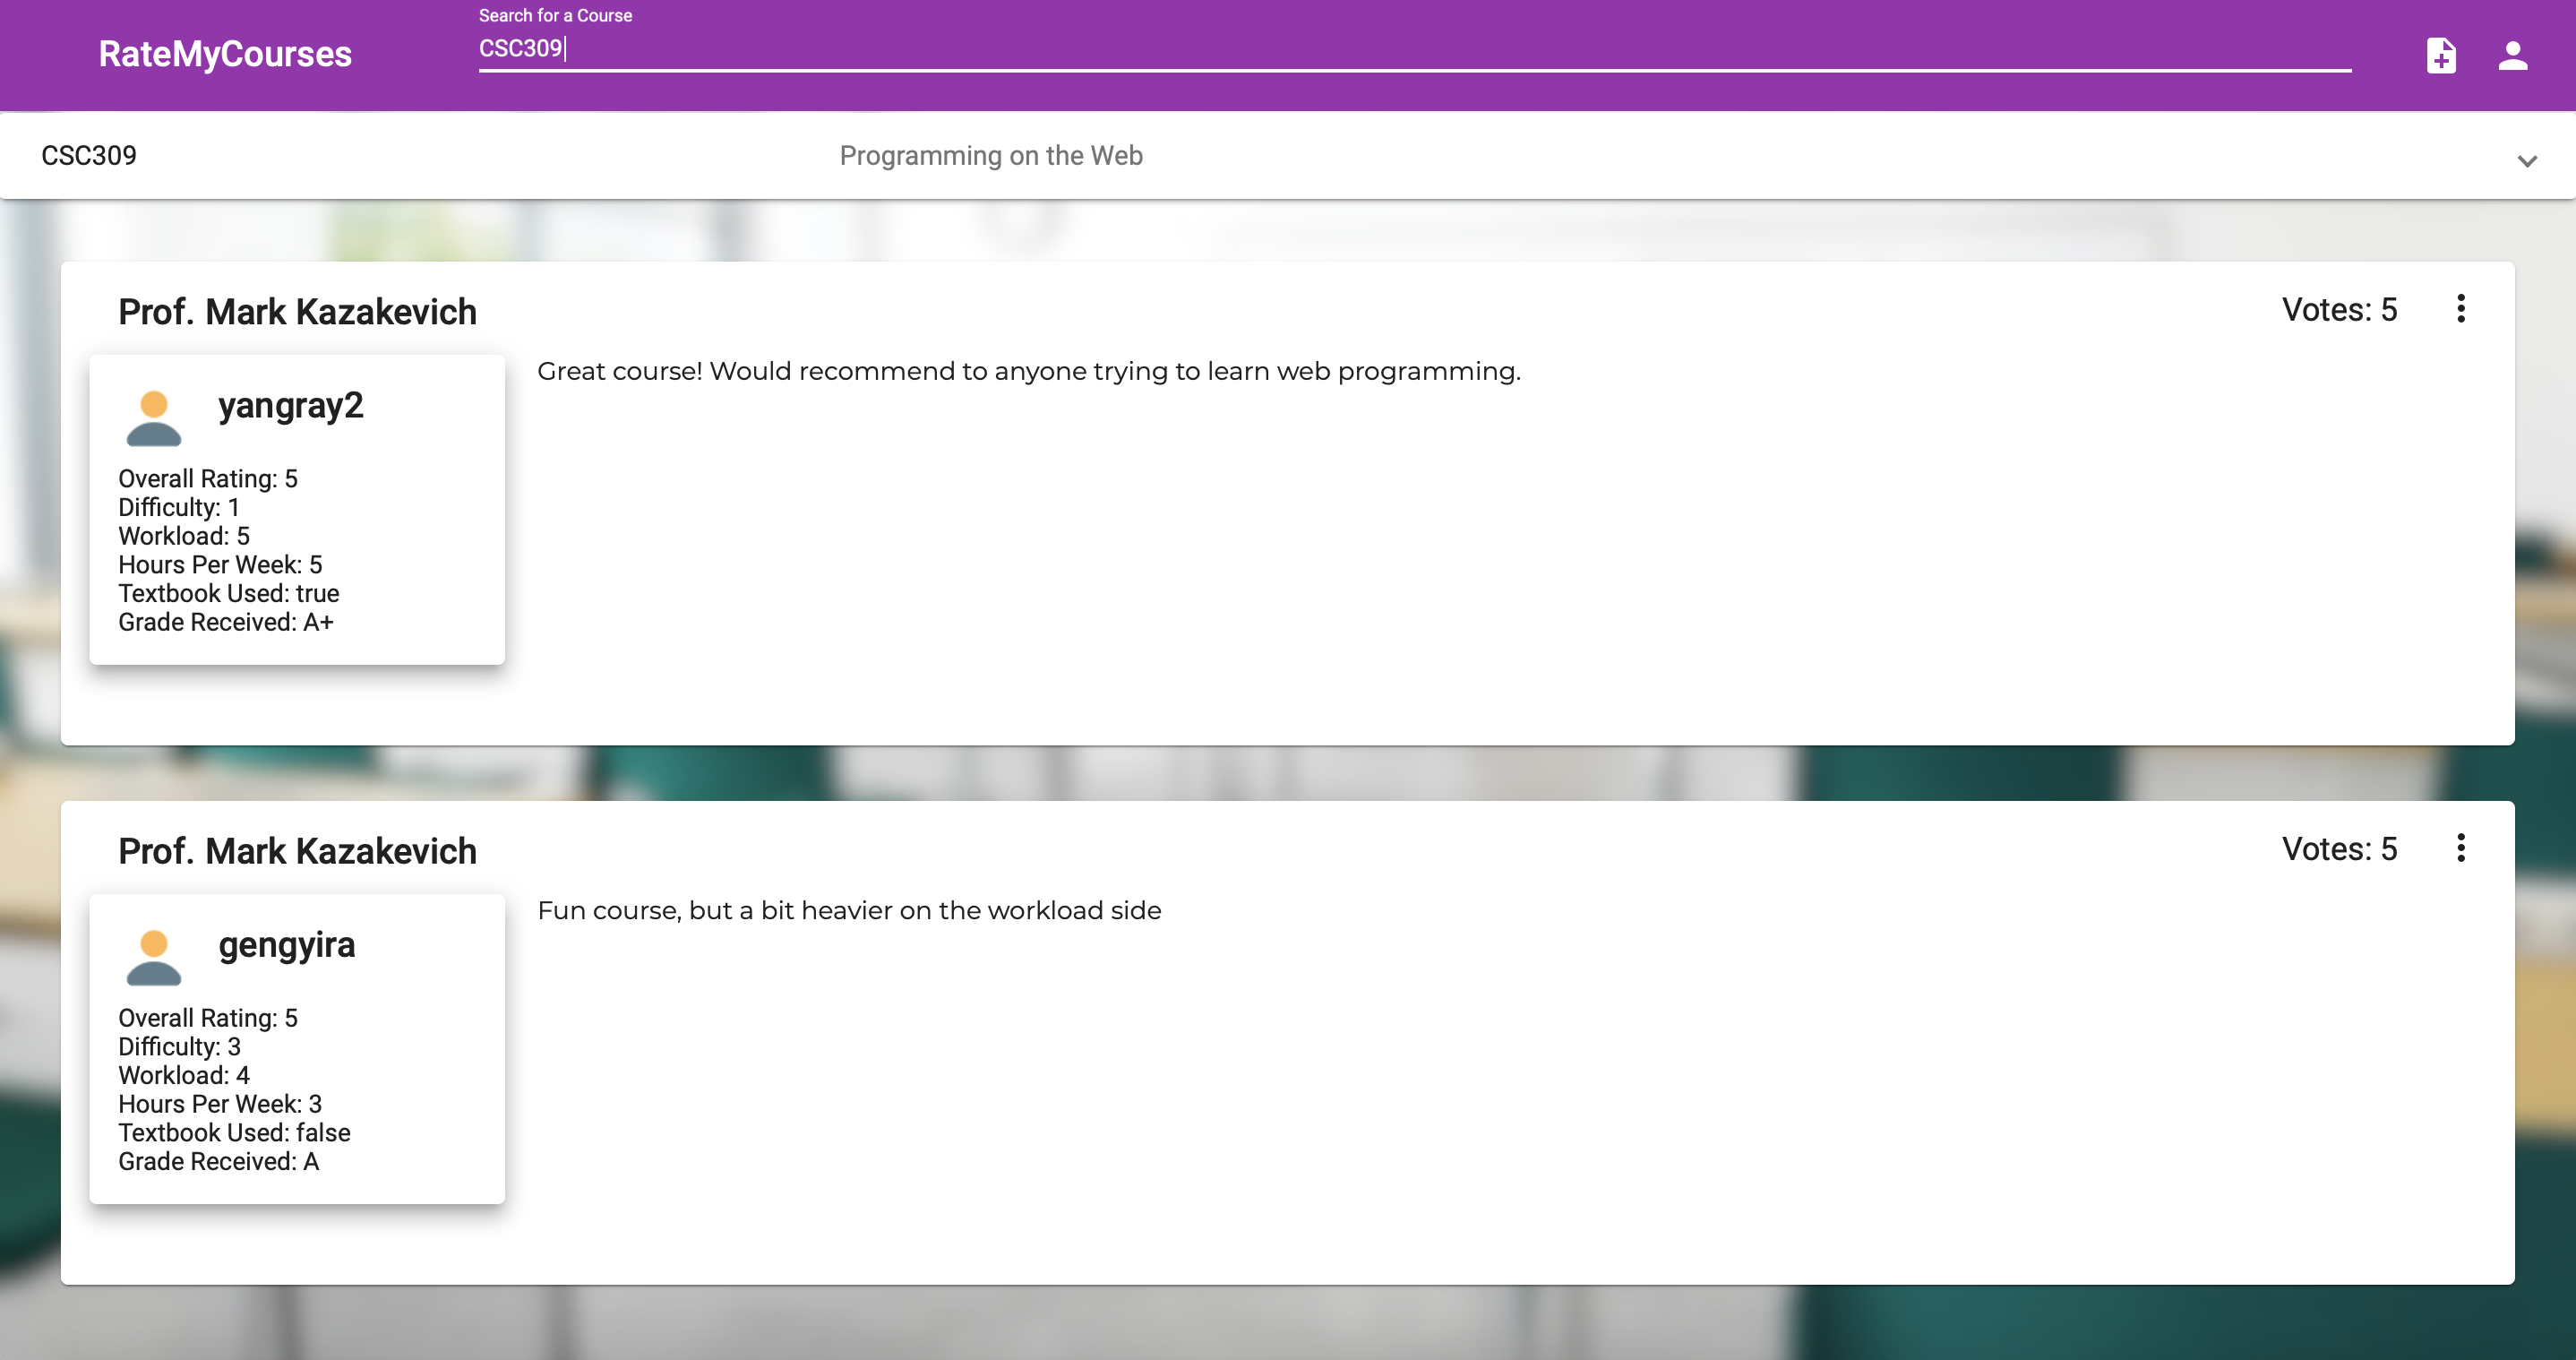 RateMyCourses
Search for a Course
CSC309
CSC309
Programming on the Web
Prof. Mark Kazakevich
Votes: 5
yangray2
Great course! Would recommend to anyone trying to learn web programming.
Overall Rating: 5
Difficulty: 1
Workload: 5
Hours Per Week: 5
Textbook Used: true
Grade Received: A+
Prof. Mark Kazakevich
Votes: 5
gengyira
Fun course, but a bit heavier on the workload side
Overall Rating: 5
Difficulty: 3
Workload: 4
Hours Per Week: 3
Textbook Used: false
Grade Received: A